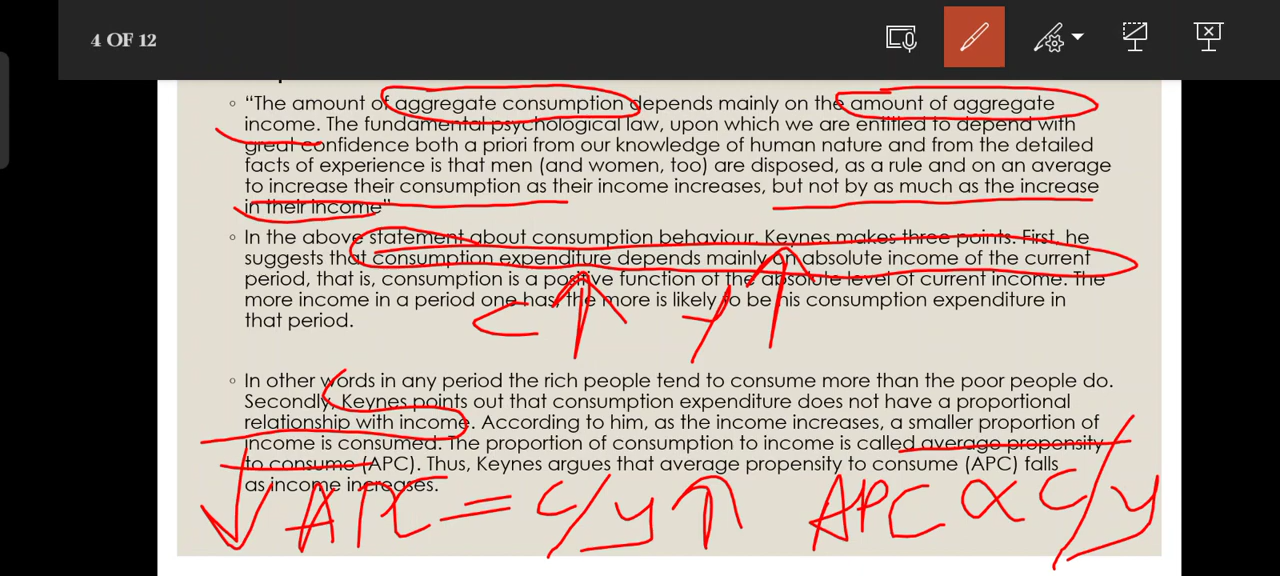 4 OF 12
“The amount of aggregate consumption depends mainly on the amount of aggregate
income. The fundamental psychological law, upon which we are entitled to depend with
great confidence both a priori from our knowledge of human nature and from the detailed
facts of experience is that men (and women, too) are disposed, as a rule and on an average
to increase their consumption as their income increases, but not by as much as the increase
in their income”
In the above statement about consumption behaviour, Keynes makes three points. First, he
suggests that consumption expenditure depends mainly on absolute income of the current
period, that is, consumption is a positive function of the absolute level of current income. The
more income in a period one has, the more is likely to be his consumption expenditure in
that period.
C↑ Y↑
In other words in any period the rich people tend to consume more than the poor people do.
Secondly, Keynes points out that consumption expenditure does not have a proportional
relationship with income. According to him, as the income increases, a smaller proportion of
income is consumed. The proportion of consumption to income is called average propensity
to consume (APC). Thus, Keynes argues that average propensity to consume (APC) falls
as income increases.
↓ APC = C/Y ↑ APC ∝ C/Y